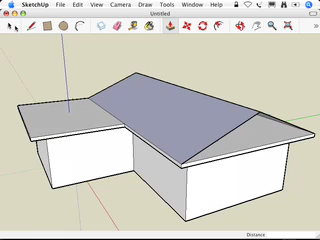 SketchUp File Edit View Camera Draw Tools Window Help
Untitled
Distance